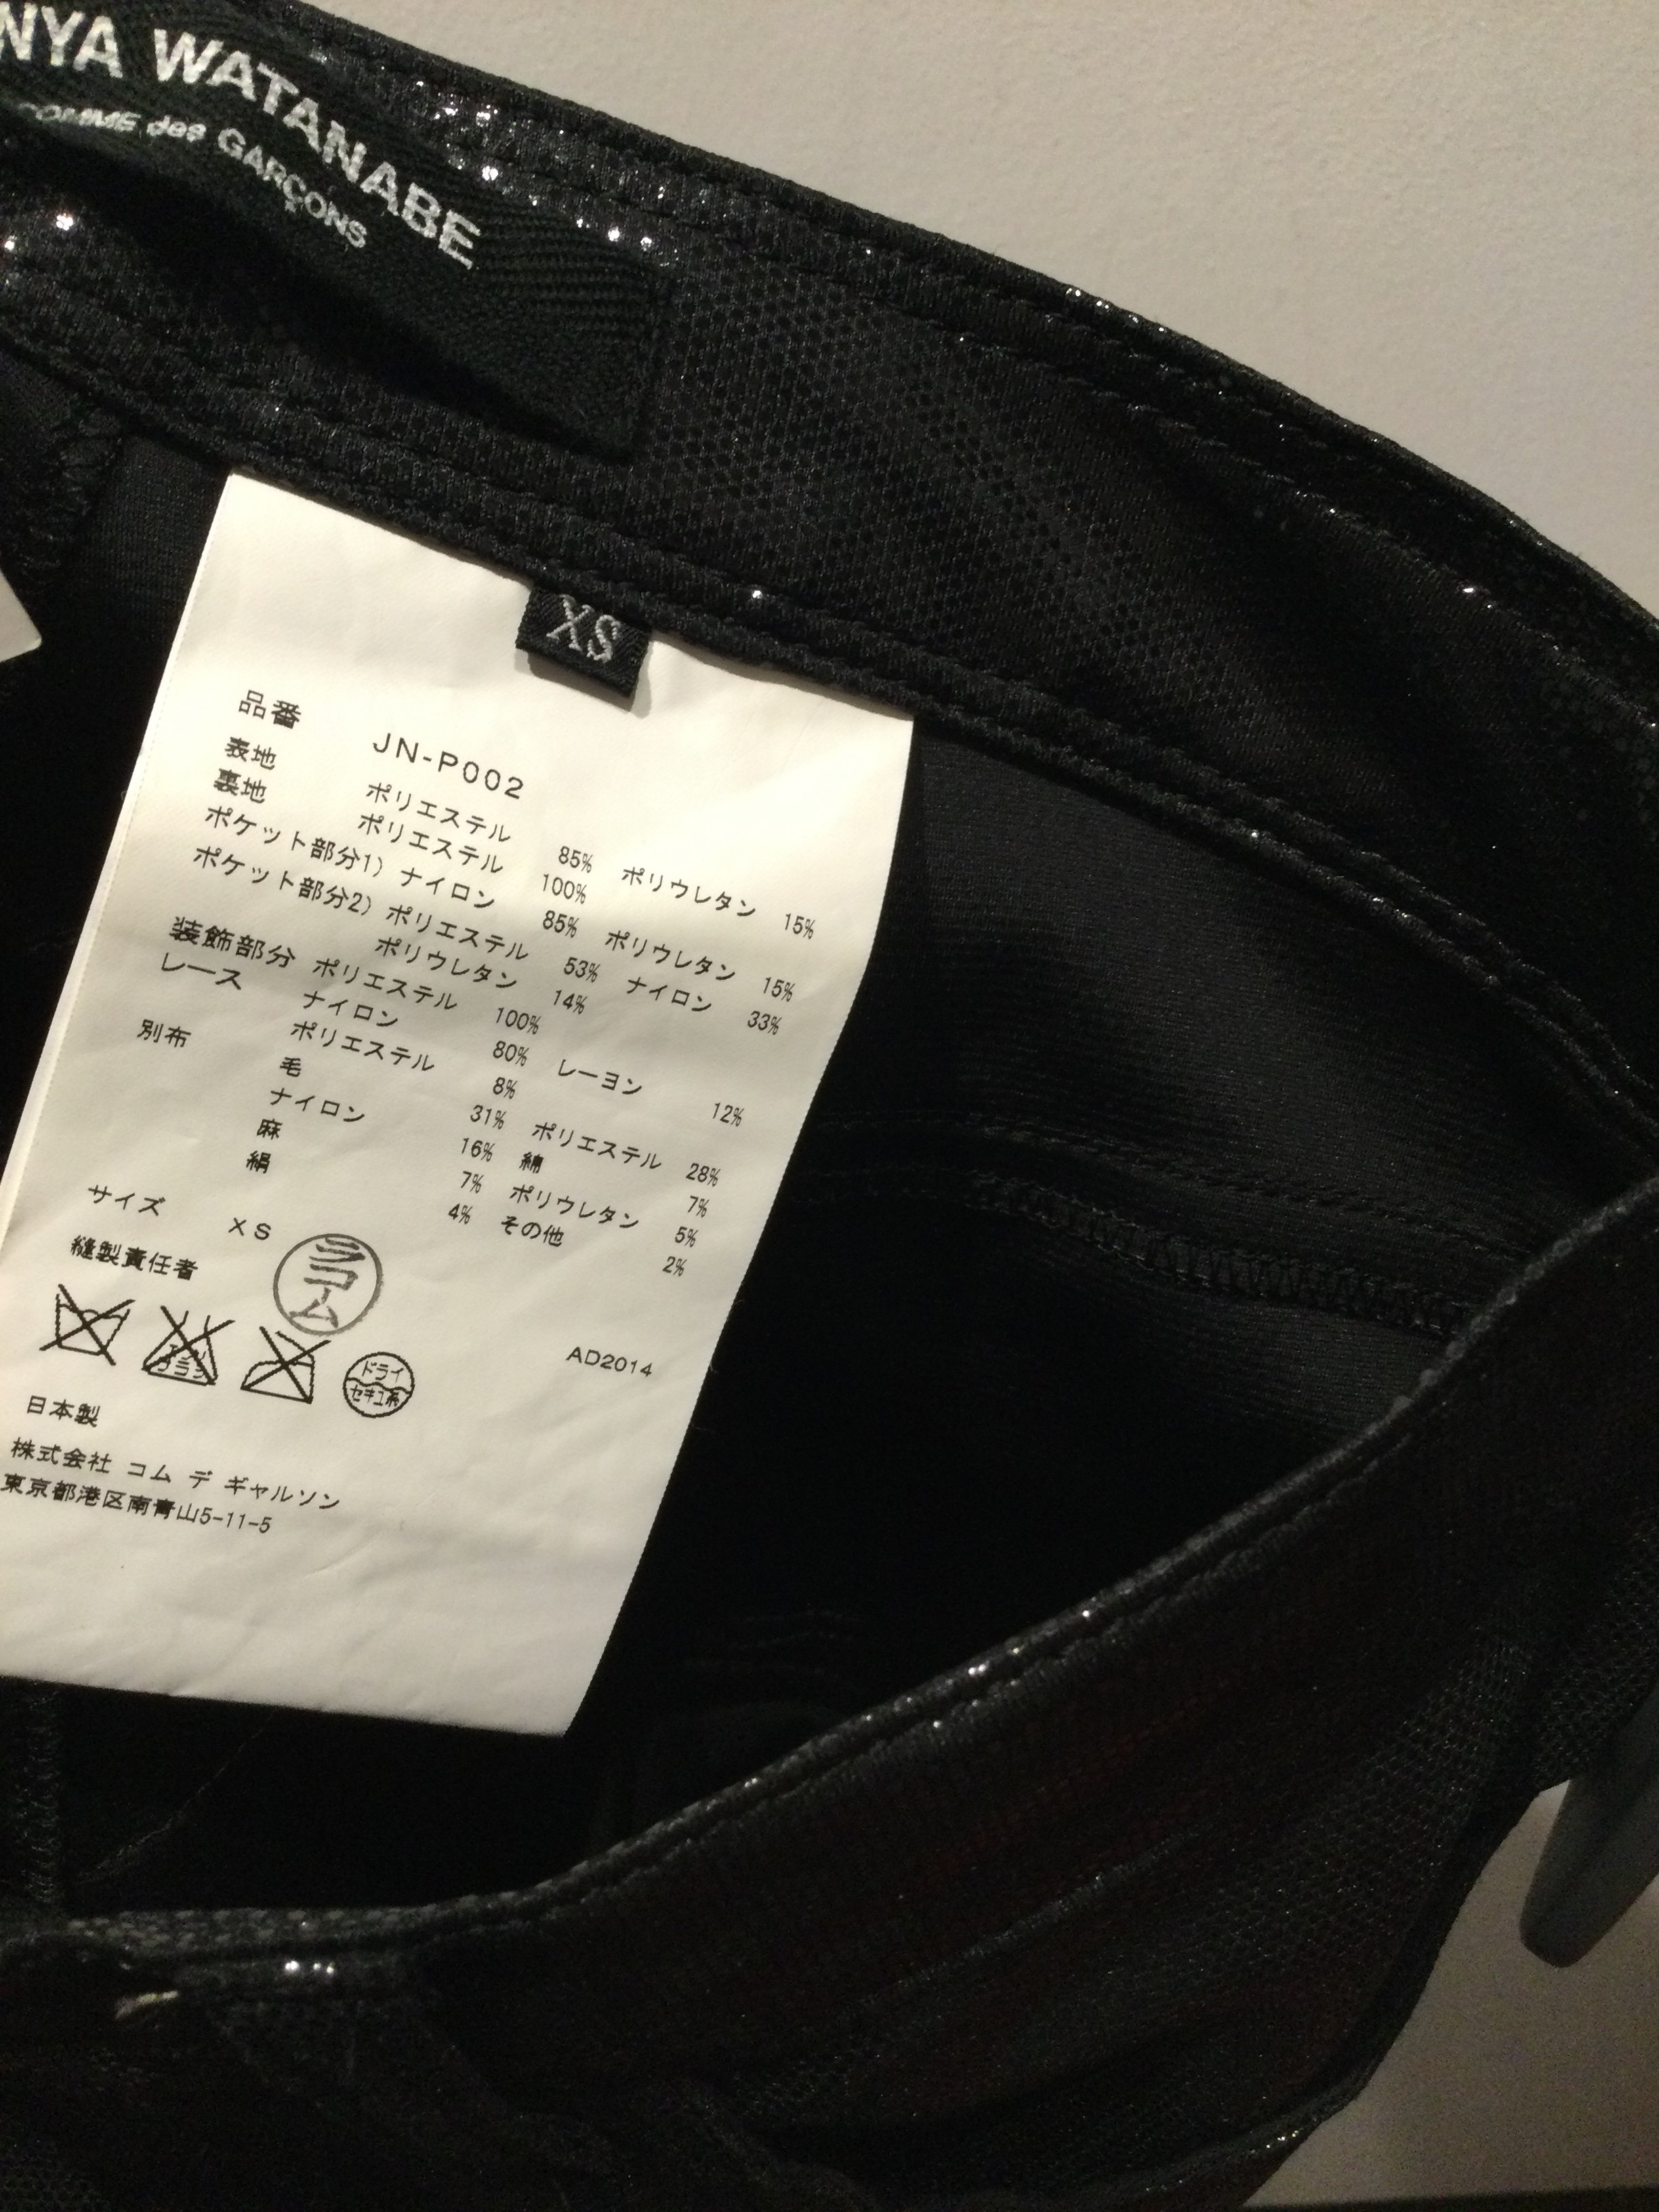 NYA WATANABE
OMME des GARÇONS
XS
品番 JN-P002
表地 ポリエステル 85% ポリウレタン 15%
裏地 ポリエステル 100%
ポケット部分1) ナイロン 85% ポリウレタン 15%
ポケット部分2) ポリエステル 53% ナイロン 33%
ポリウレタン 14%
装飾部分 ポリエステル 100%
レース ナイロン 80% レーヨン 12%
ポリエステル 8%
別布 毛 31% ポリエステル 28%
ナイロン 16% 綿 7%
麻 7% ポリウレタン 5%
絹 4% その他 2%
サイズ XS
縫製責任者 ラコム
ドライ
セキユ系
AD2014
日本製
株式会社 コム デ ギャルソン
東京都港区南青山5-11-5